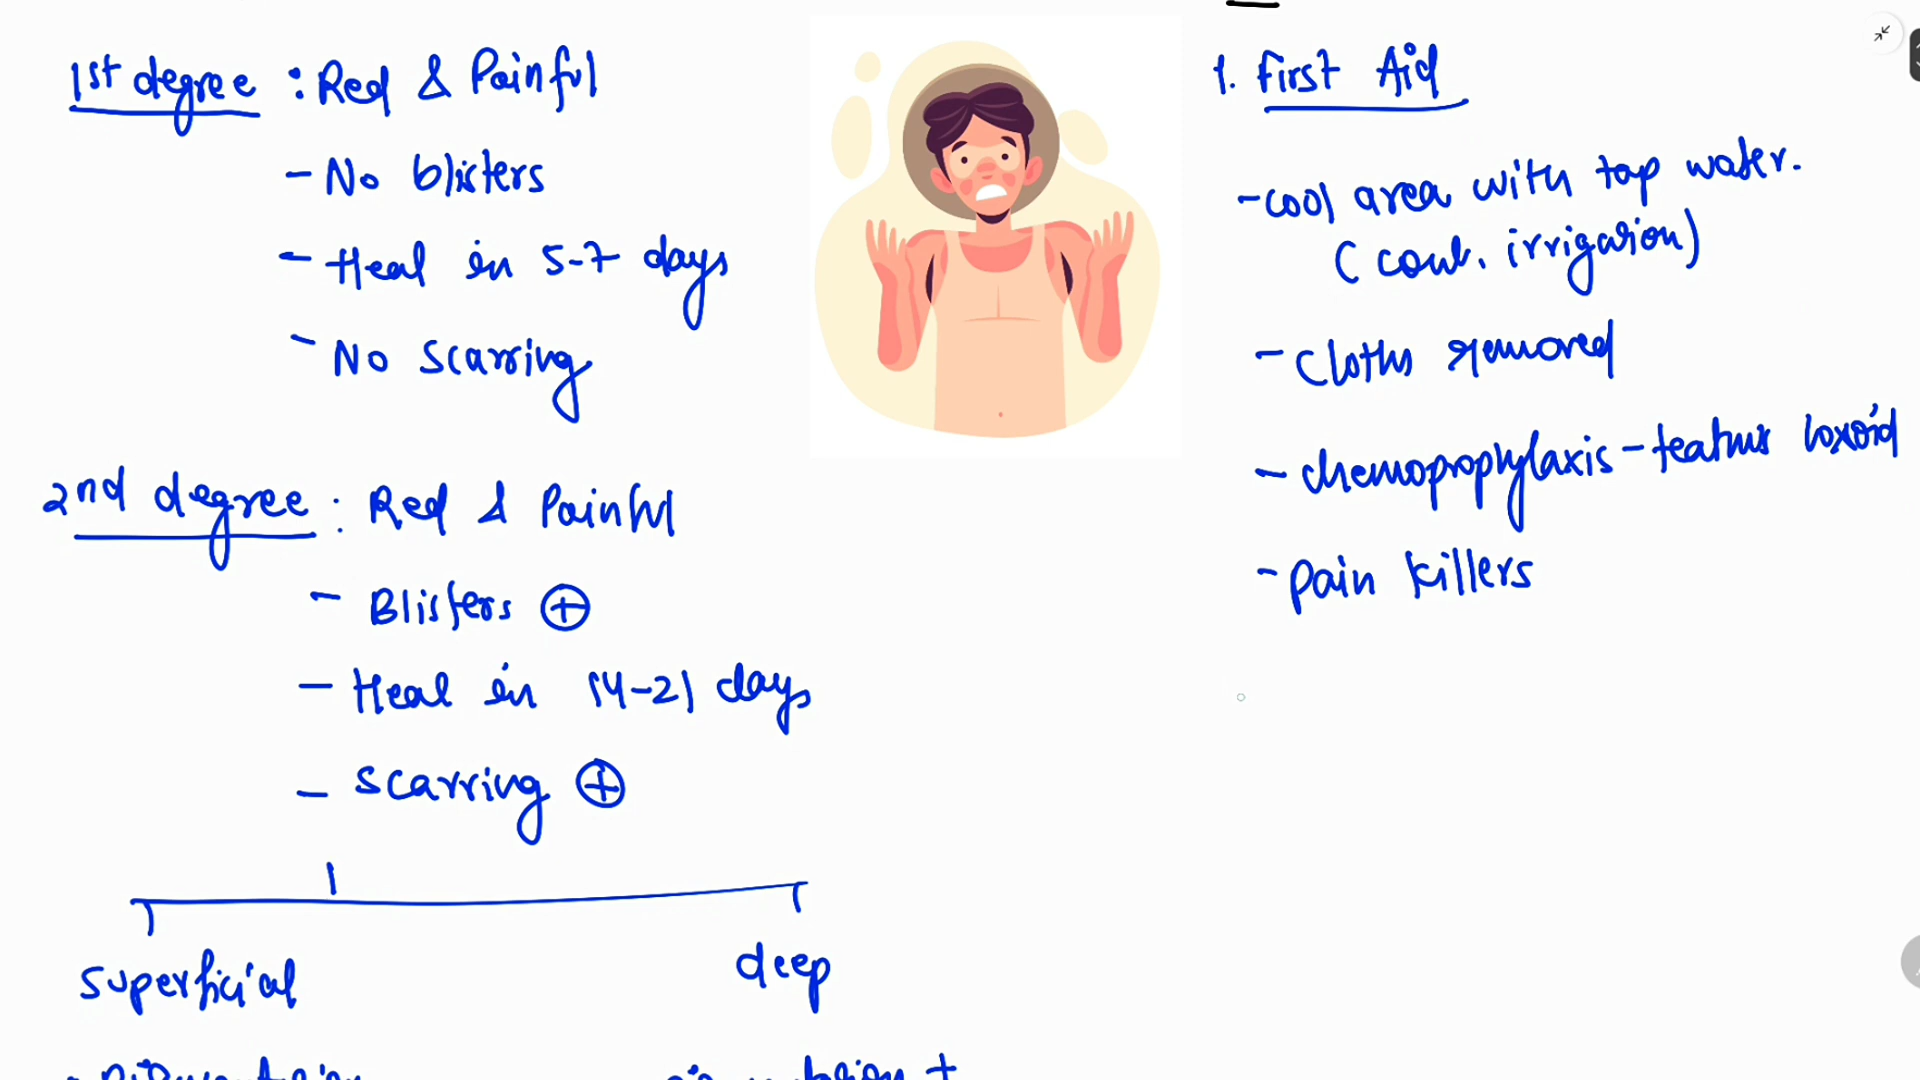 1st degree : Red & Painful
- No blisters
- Heal in 5-7 days
- No Scarring
2nd degree : Red & Painful
- Blisters ⊕
- Heal in 14-21 days
- Scarring ⊕
superficial
deep
1. First Aid
- cool area with tap water.
(cont. irrigation)
- cloths removed
- chemoprophylaxis - teatnus toxoid
- pain killers